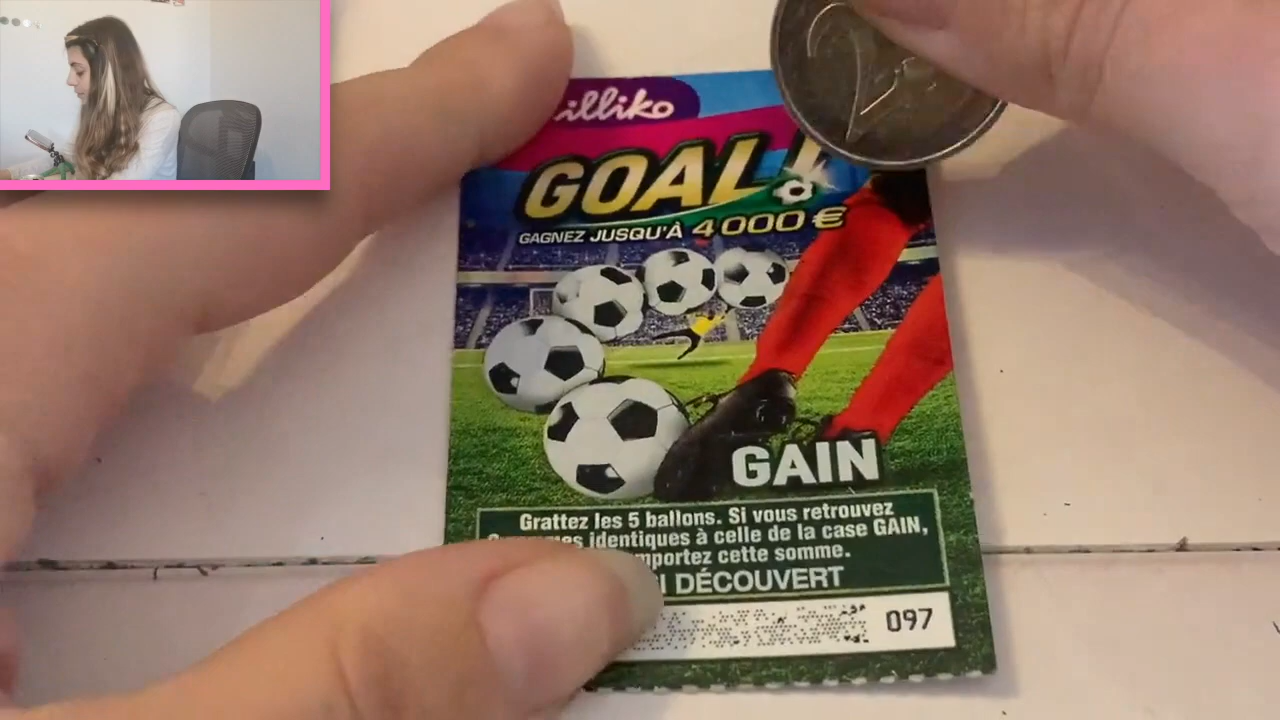 illiko
GOAL!
GAGNEZ JUSQU'À 4 000 €
GAIN
Grattez les 5 ballons. Si vous retrouvez
identiques à celle de la case GAIN,
cette somme.
DÉCOUVERT
097
2